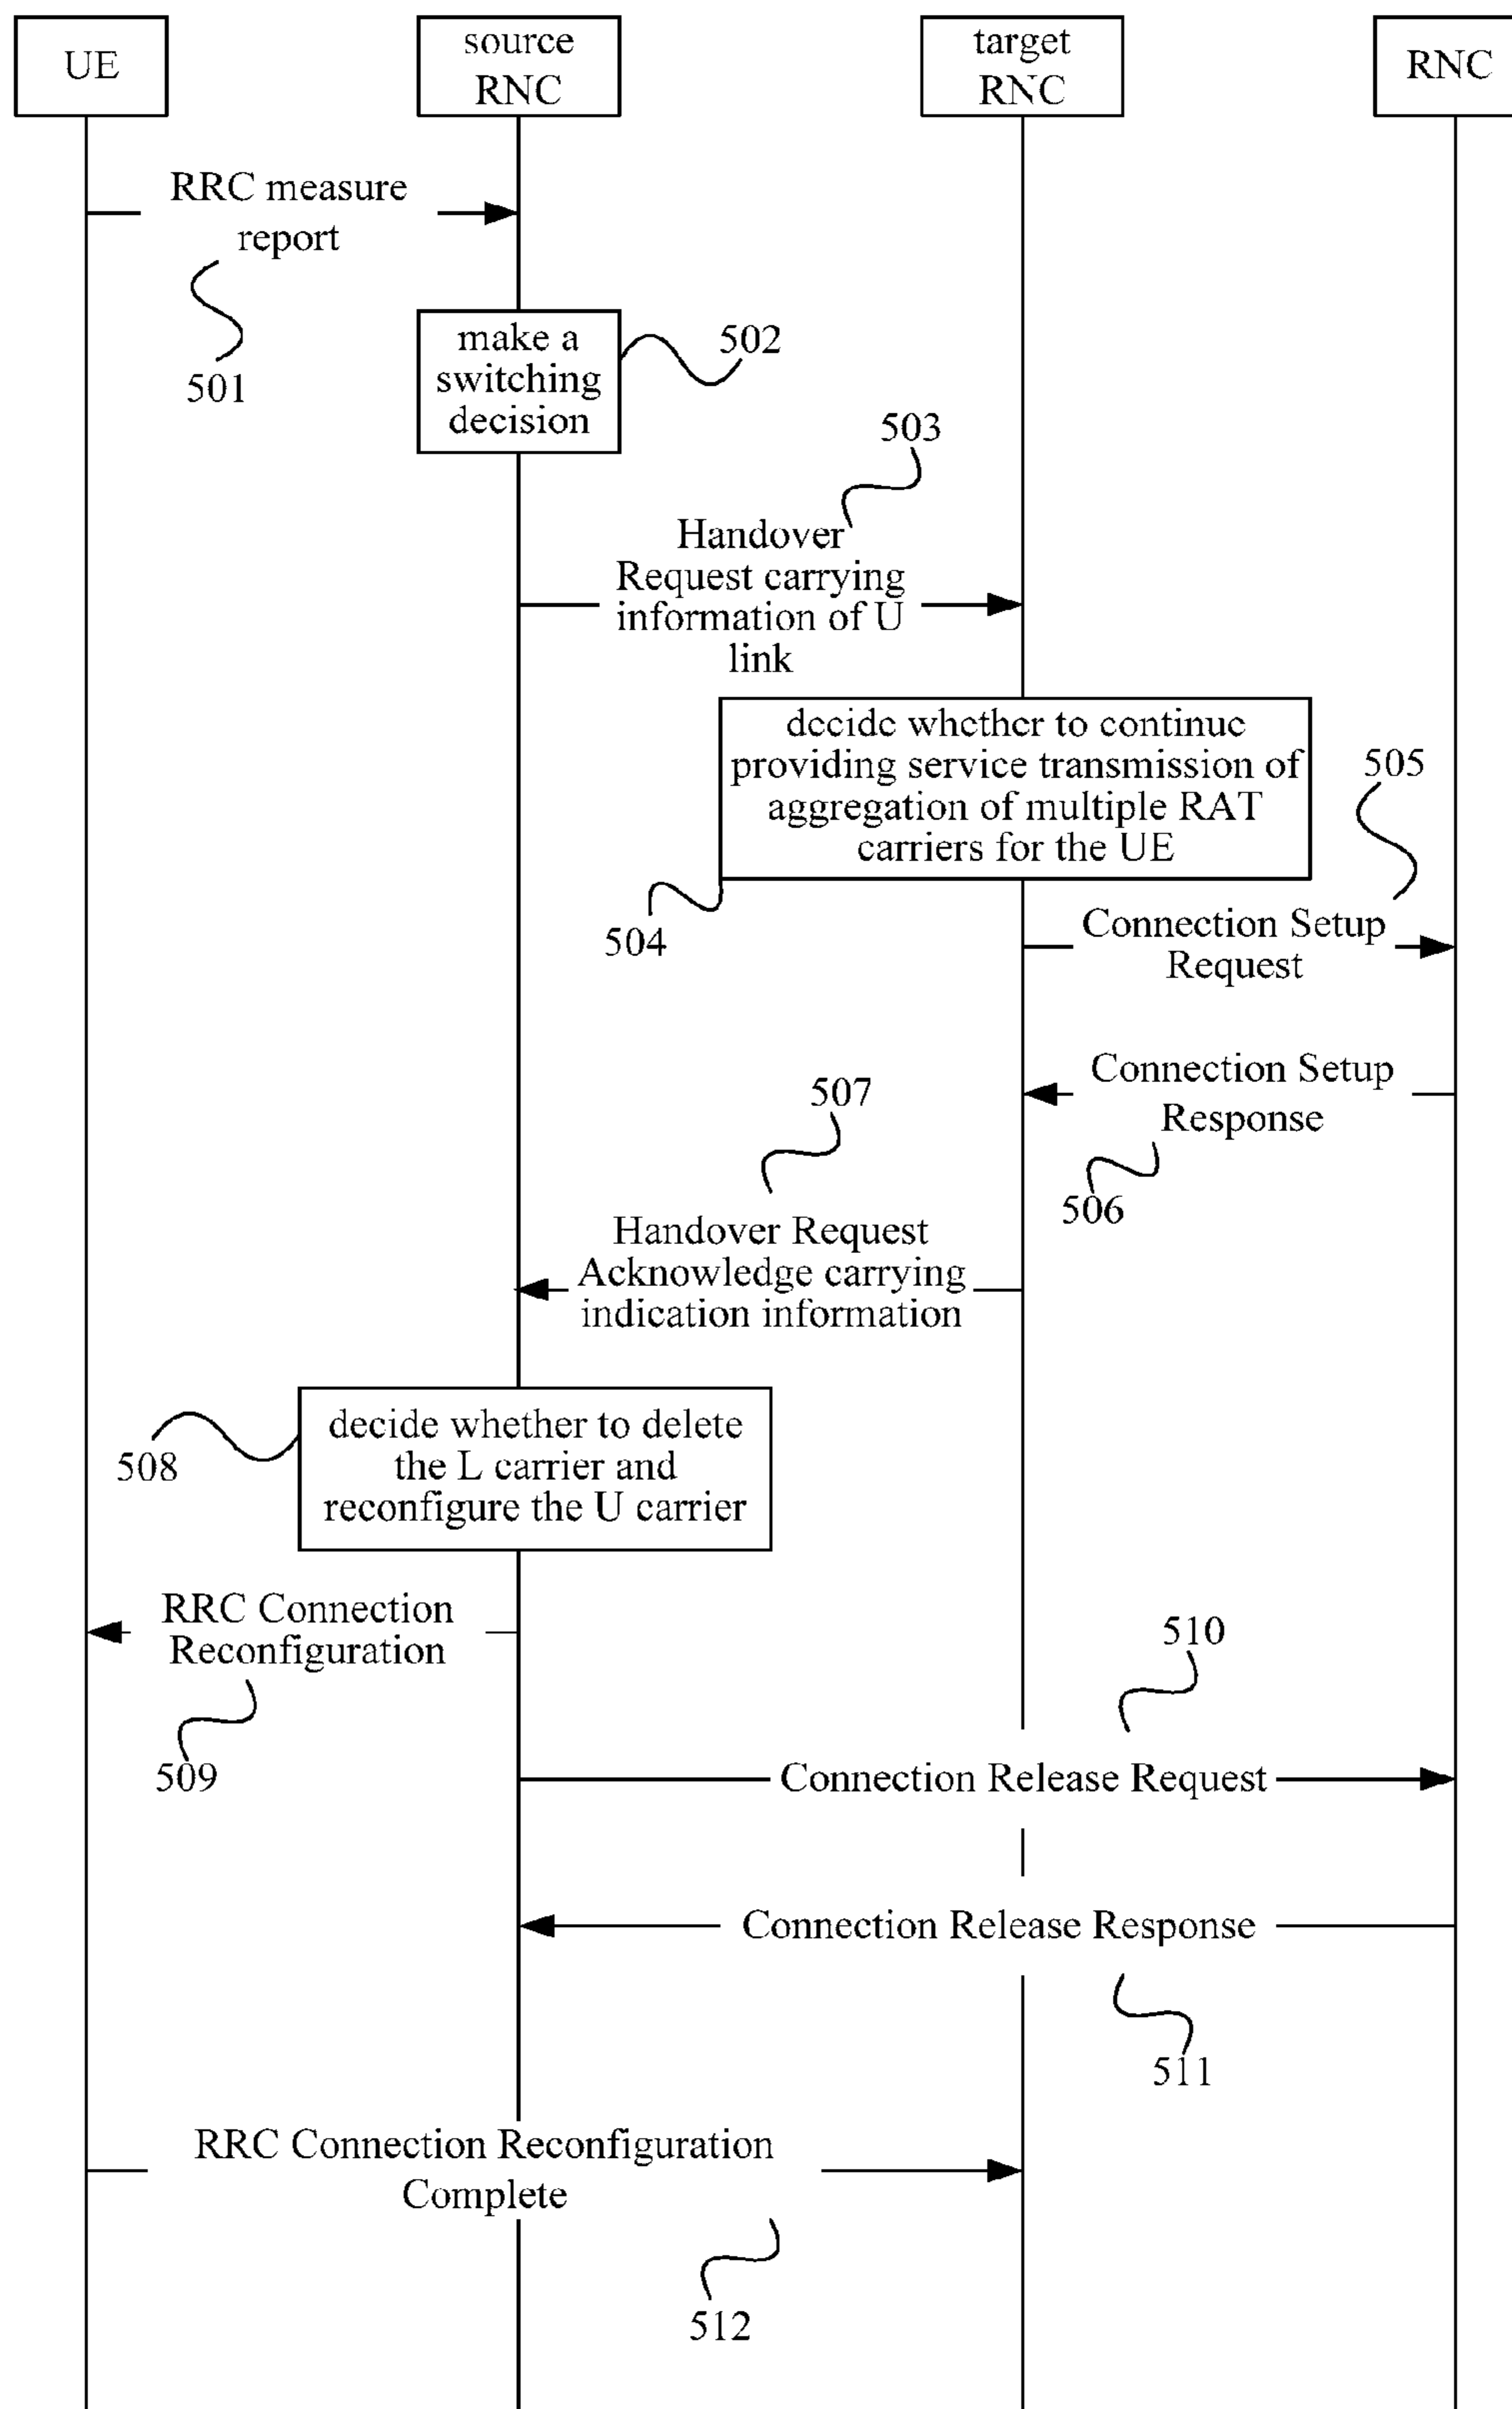 UE
source
RNC
target
RNC
RNC
RRC measure
report
501
make a
switching
decision
502
503
Handover
Request carrying
information of U
link
decide whether to continue
providing service transmission of
aggregation of multiple RAT
carriers for the UE
504
505
Connection Setup
Request
Connection Setup
Response
506
507
Handover Request
Acknowledge carrying
indication information
decide whether to delete
the L carrier and
reconfigure the U carrier
508
RRC Connection
Reconfiguration
509
510
Connection Release Request
Connection Release Response
511
RRC Connection Reconfiguration
Complete
512